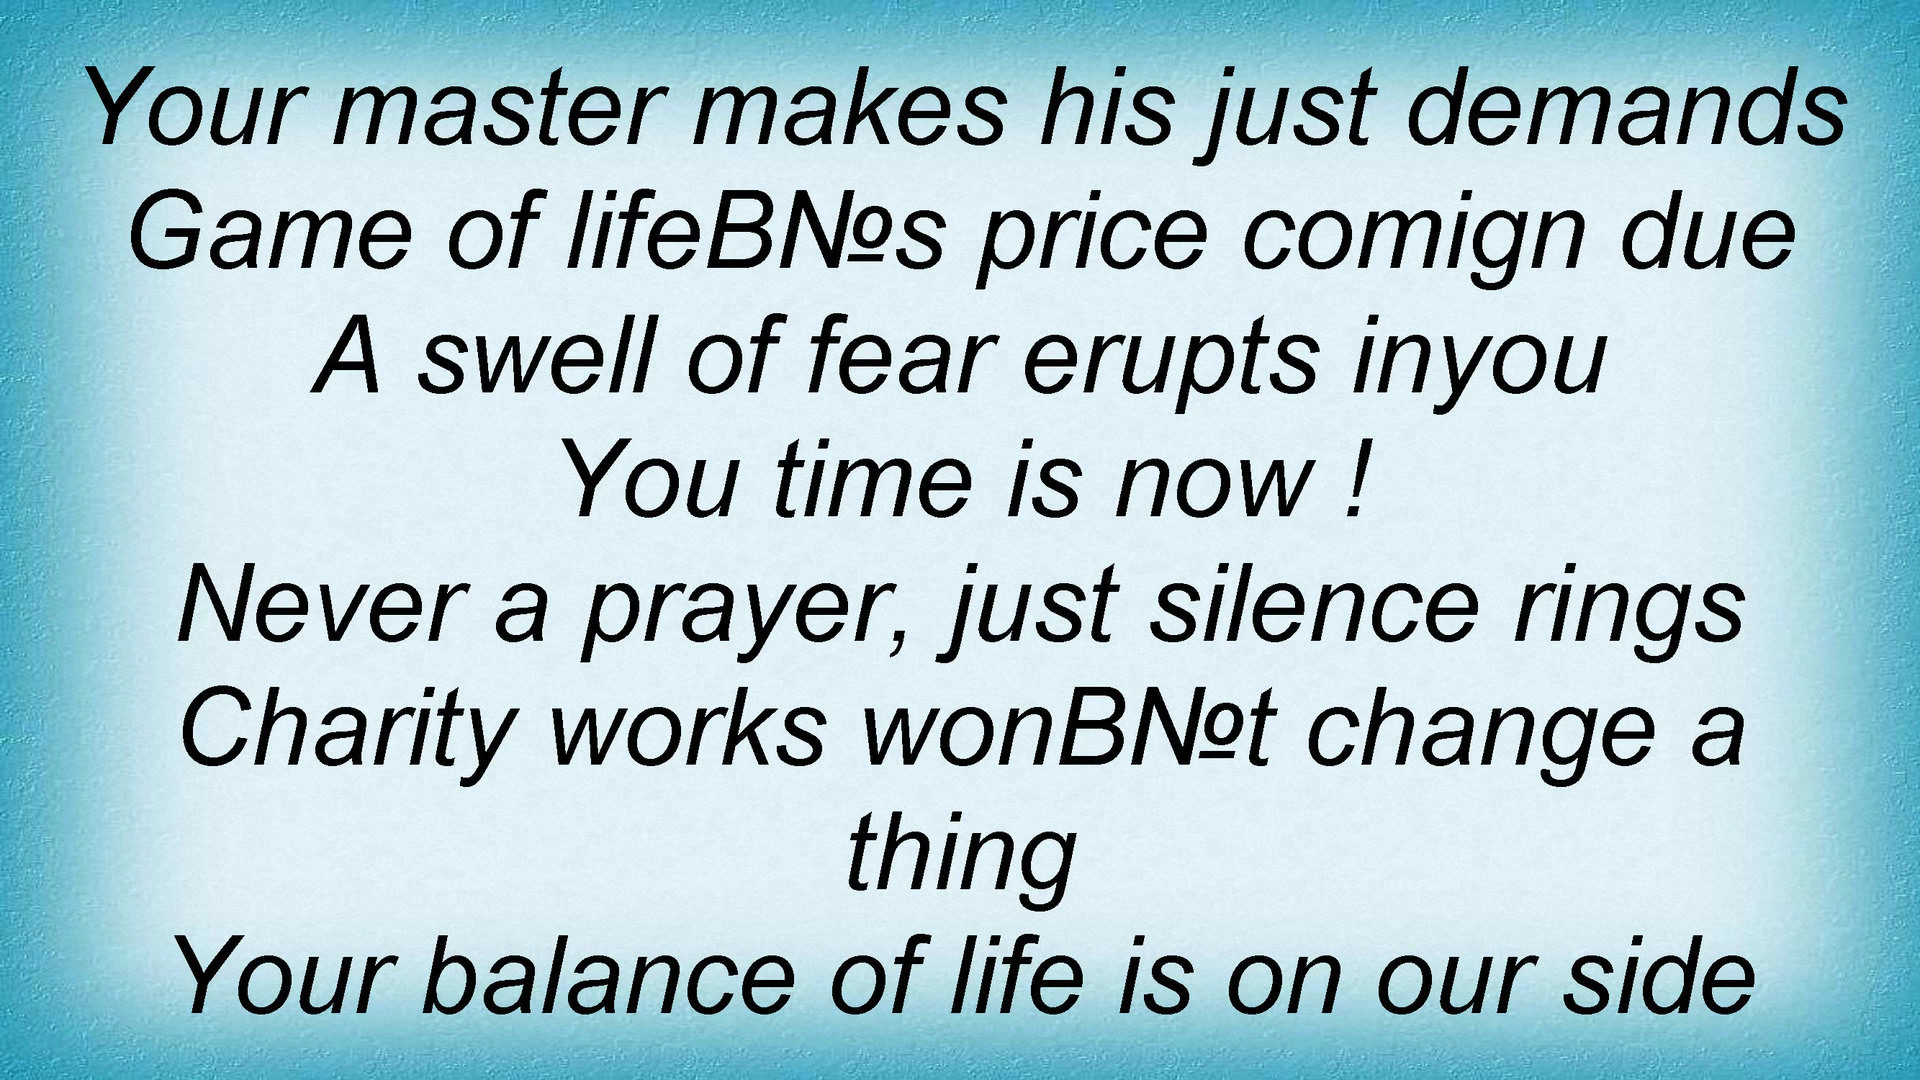 Your master makes his just demands
Game of lifeBN№s price comign due
A swell of fear erupts inyou
You time is now !
Never a prayer, just silence rings
Charity works wonBN№t change a
thing
Your balance of life is on our side